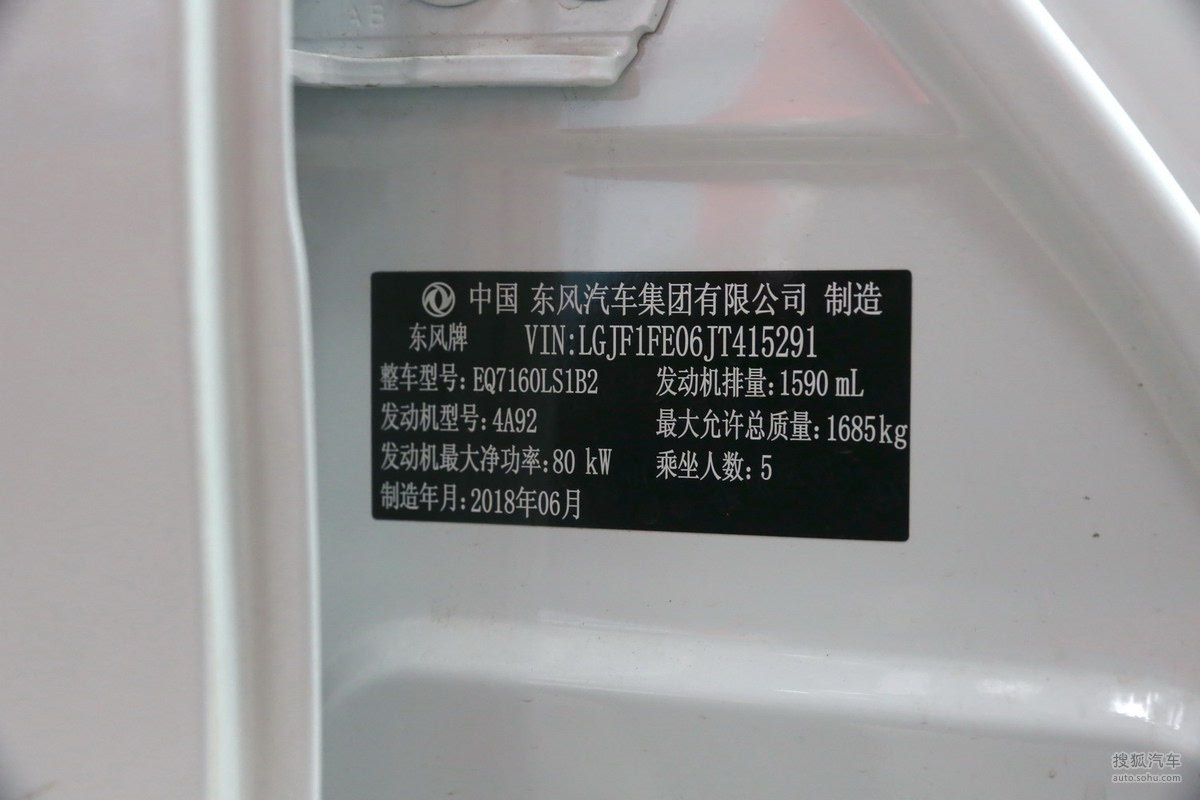 AB
中国 东风汽车集团有限公司 制造
东风牌 VIN:LGJF1FE06JT415291
整车型号:EQ7160LS1B2 发动机排量:1590 mL
发动机型号:4A92 最大允许总质量:1685kg
发动机最大净功率:80 kW 乘坐人数:5
制造年月:2018年06月
搜狐汽车
auto.sohu.com